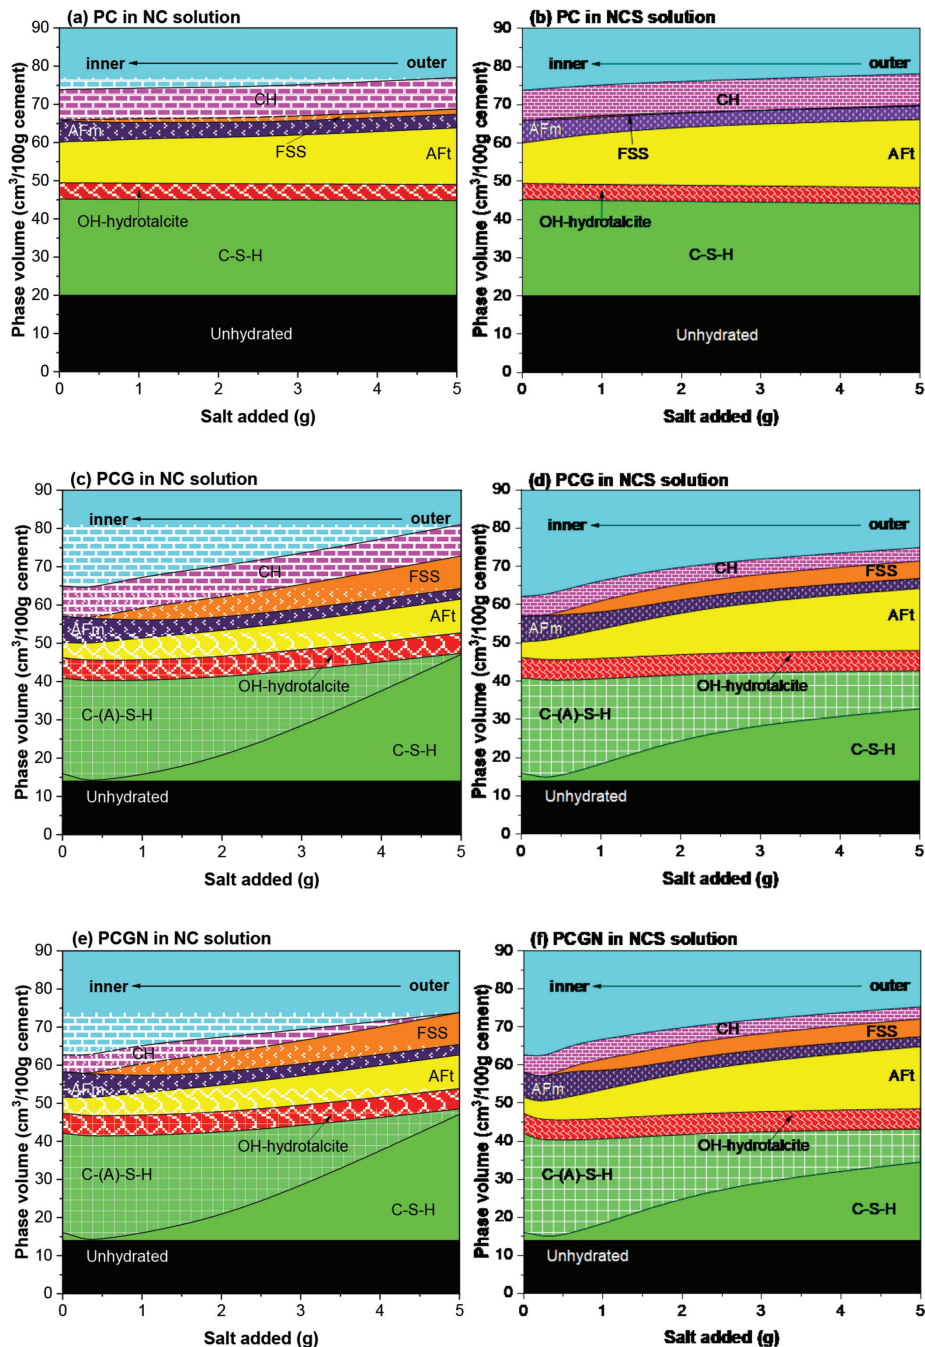 (a) PC in NC solution
90
80
70
60
50
40
30
20
10
0
Phase volume (cm³/100g cement)
inner
outer
CH
AFm
FSS
AFt
OH-hydrotalcite
C-S-H
Unhydrated
0 1 2 3 4 5
Salt added (g)
(b) PC in NCS solution
90
80
70
60
50
40
30
20
10
0
Phase volume (cm³/100g cement)
inner
outer
CH
AFm
FSS
AFt
OH-hydrotalcite
C-S-H
Unhydrated
0 1 2 3 4 5
Salt added (g)
(c) PCG in NC solution
90
80
70
60
50
40
30
20
10
0
Phase volume (cm³/100g cement)
inner
outer
CH
FSS
AFm
AFt
OH-hydrotalcite
C-(A)-S-H
C-S-H
Unhydrated
0 1 2 3 4 5
Salt added (g)
(d) PCG in NCS solution
90
80
70
60
50
40
30
20
10
0
Phase volume (cm³/100g cement)
inner
outer
CH
FSS
AFm
AFt
OH-hydrotalcite
C-(A)-S-H
C-S-H
Unhydrated
0 1 2 3 4 5
Salt added (g)
(e) PCGN in NC solution
90
80
70
60
50
40
30
20
10
0
Phase volume (cm³/100g cement)
inner
outer
CH
FSS
AFm
AFt
OH-hydrotalcite
C-(A)-S-H
C-S-H
Unhydrated
0 1 2 3 4 5
Salt added (g)
(f) PCGN in NCS solution
90
80
70
60
50
40
30
20
10
0
Phase volume (cm³/100g cement)
inner
outer
CH
FSS
AFm
AFt
OH-hydrotalcite
C-(A)-S-H
C-S-H
Unhydrated
0 1 2 3 4 5
Salt added (g)